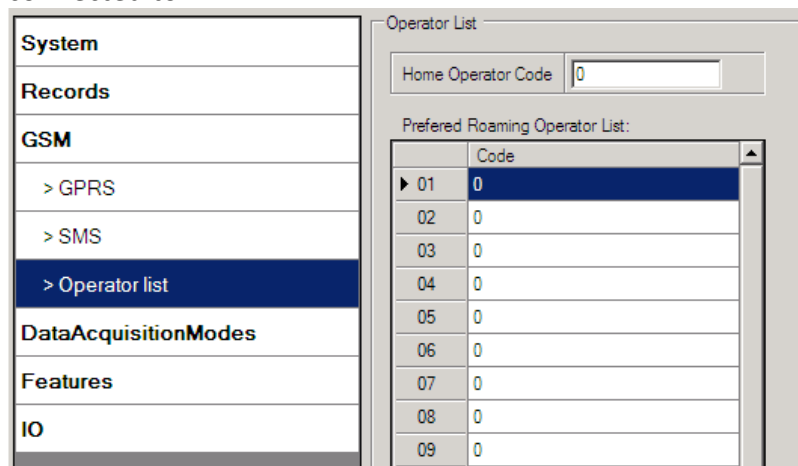 System
Records
GSM
> GPRS
> SMS
> Operator list
DataAcquisitionModes
Features
IO
Operator List
Home Operator Code 0
Prefered Roaming Operator List:
Code
01 0
02 0
03 0
04 0
05 0
06 0
07 0
08 0
09 0